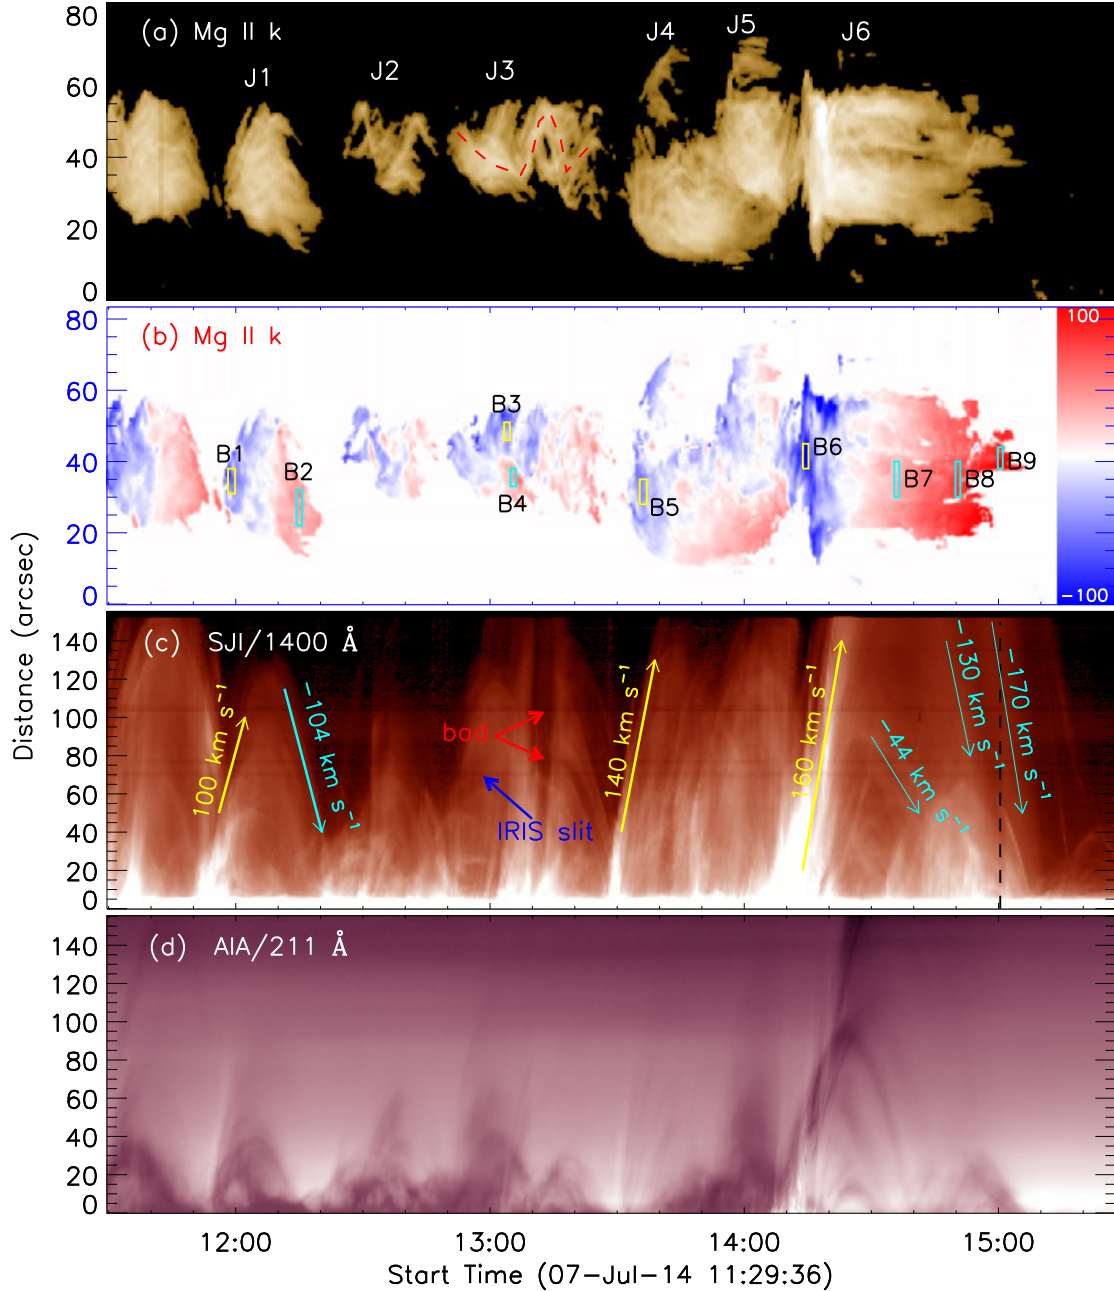 80
60
40
20
0
(a) Mg II k
J1
J2
J3
J4
J5
J6
80
60
40
20
0
(b) Mg II k
B1
B2
B3
B4
B5
B6
B7
B8
B9
100
−100
Distance (arcsec)
140
120
100
80
60
40
20
0
(c) SJI/1400 Å
100 km s⁻¹
−104 km s⁻¹
bad
IRIS slit
140 km s⁻¹
160 km s⁻¹
−44 km s⁻¹
−130 km s⁻¹
−170 km s⁻¹
140
120
100
80
60
40
20
0
(d) AIA/211 Å
12:00 13:00 14:00 15:00
Start Time (07−Jul−14 11:29:36)